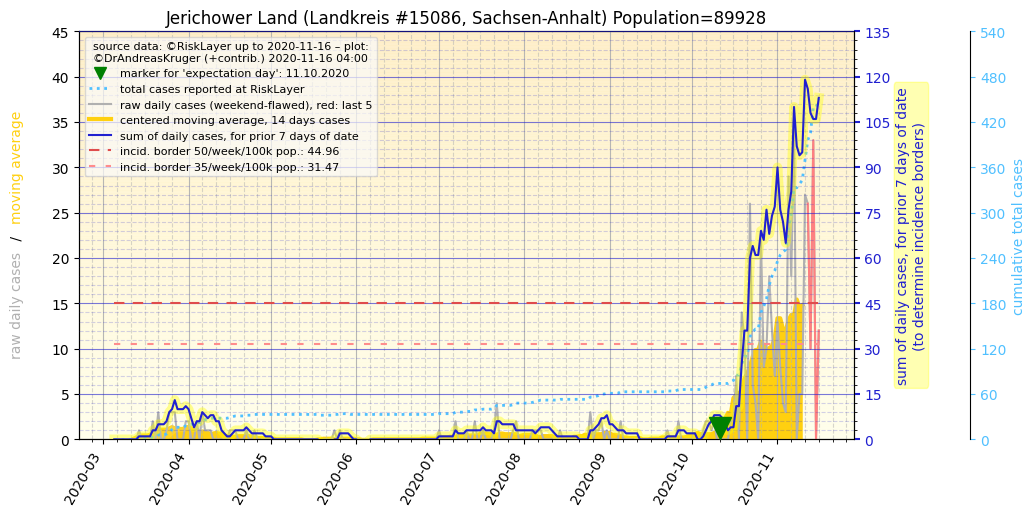 Jerichower Land (Landkreis #15086, Sachsen-Anhalt) Population=89928
source data: ©RiskLayer up to 2020-11-16 – plot:
©DrAndreasKruger (+contrib.) 2020-11-16 04:00
marker for 'expectation day': 11.10.2020
total cases reported at RiskLayer
raw daily cases (weekend-flawed), red: last 5
centered moving average, 14 days cases
sum of daily cases, for prior 7 days of date
incid. border 50/week/100k pop.: 44.96
incid. border 35/week/100k pop.: 31.47
raw daily cases / moving average
45
40
35
30
25
20
15
10
5
0
2020-03
2020-04
2020-05
2020-06
2020-07
2020-08
2020-09
2020-10
2020-11
135
120
105
90
75
60
45
30
15
0
sum of daily cases, for prior 7 days of date
(to determine incidence borders)
540
480
420
360
300
240
180
120
60
0
cumulative total cases